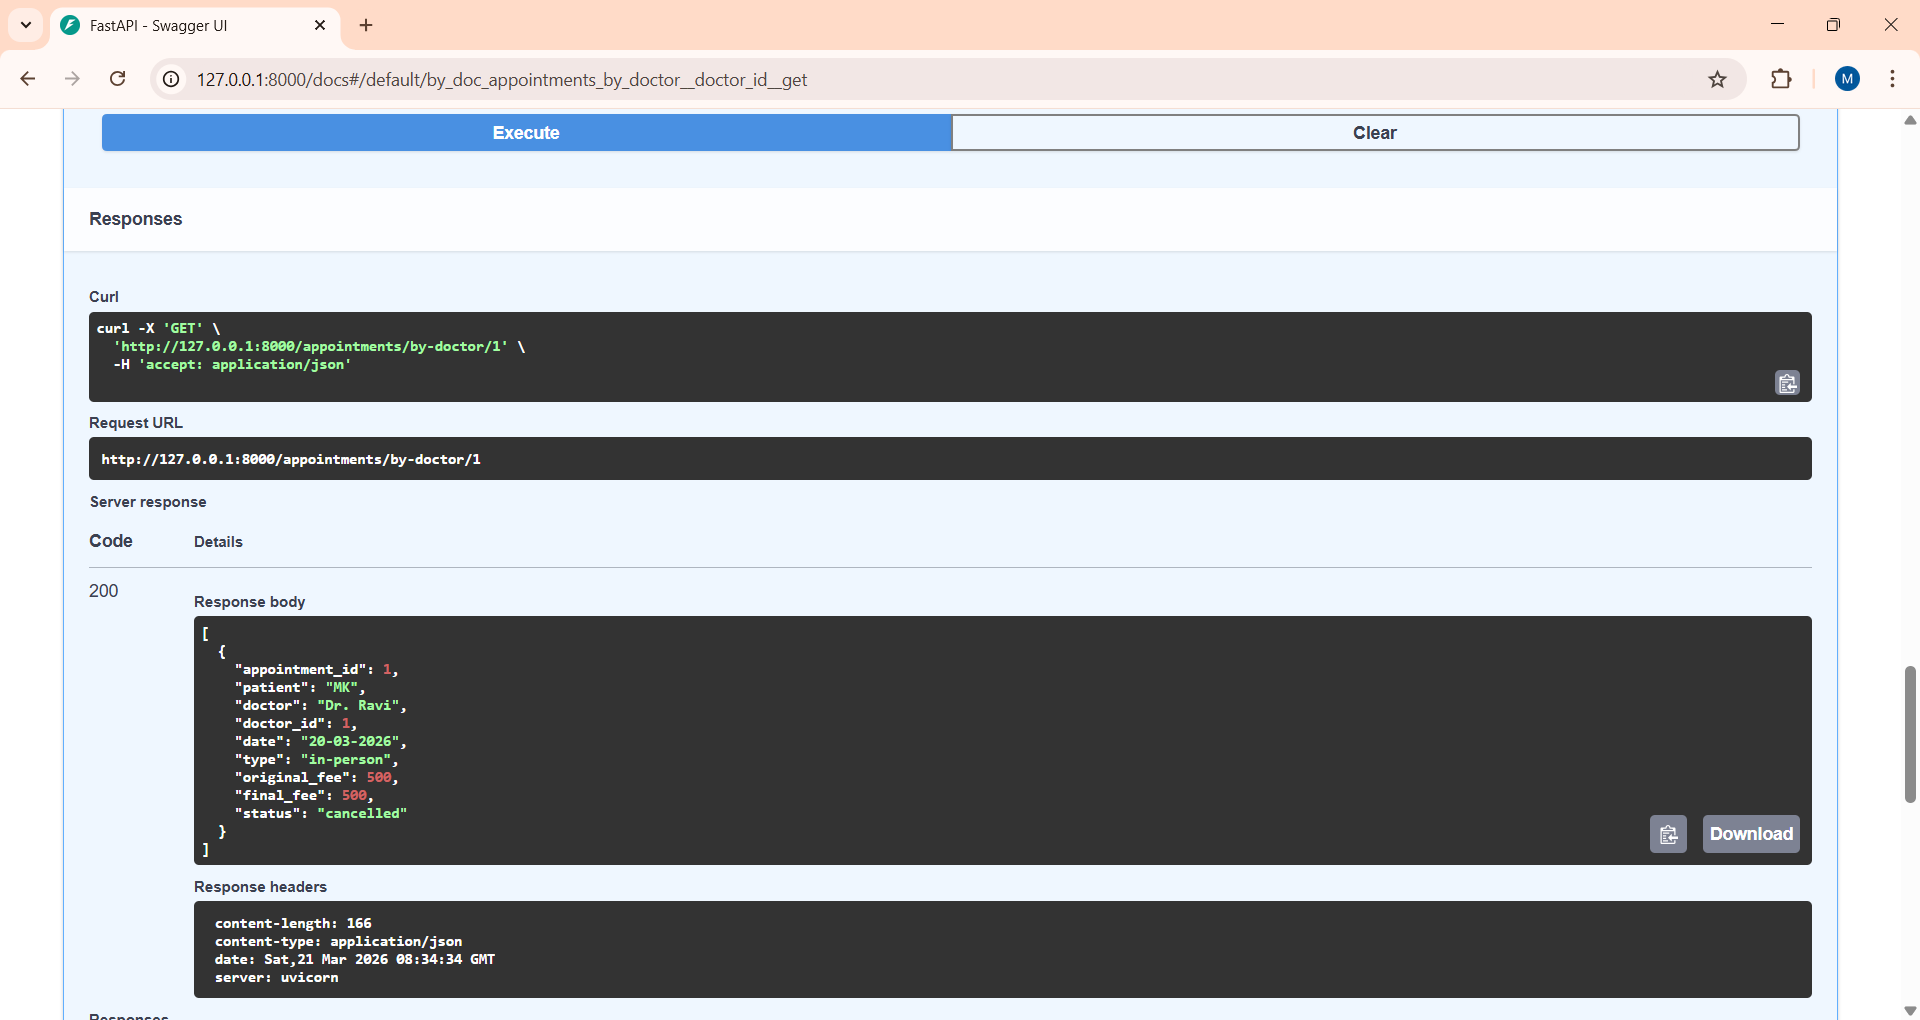 FastAPI - Swagger UI
127.0.0.1:8000/docs#/default/by_doc_appointments_by_doctor__doctor_id__get
M
Execute
Clear
Responses
Curl
curl -X 'GET' \
  'http://127.0.0.1:8000/appointments/by-doctor/1' \
  -H 'accept: application/json'
Request URL
http://127.0.0.1:8000/appointments/by-doctor/1
Server response
Code
Details
200
Response body
[
  {
    "appointment_id": 1,
    "patient": "MK",
    "doctor": "Dr. Ravi",
    "doctor_id": 1,
    "date": "20-03-2026",
    "type": "in-person",
    "original_fee": 500,
    "final_fee": 500,
    "status": "cancelled"
  }
]
Download
Response headers
content-length: 166
content-type: application/json
date: Sat,21 Mar 2026 08:34:34 GMT
server: uvicorn
Responses